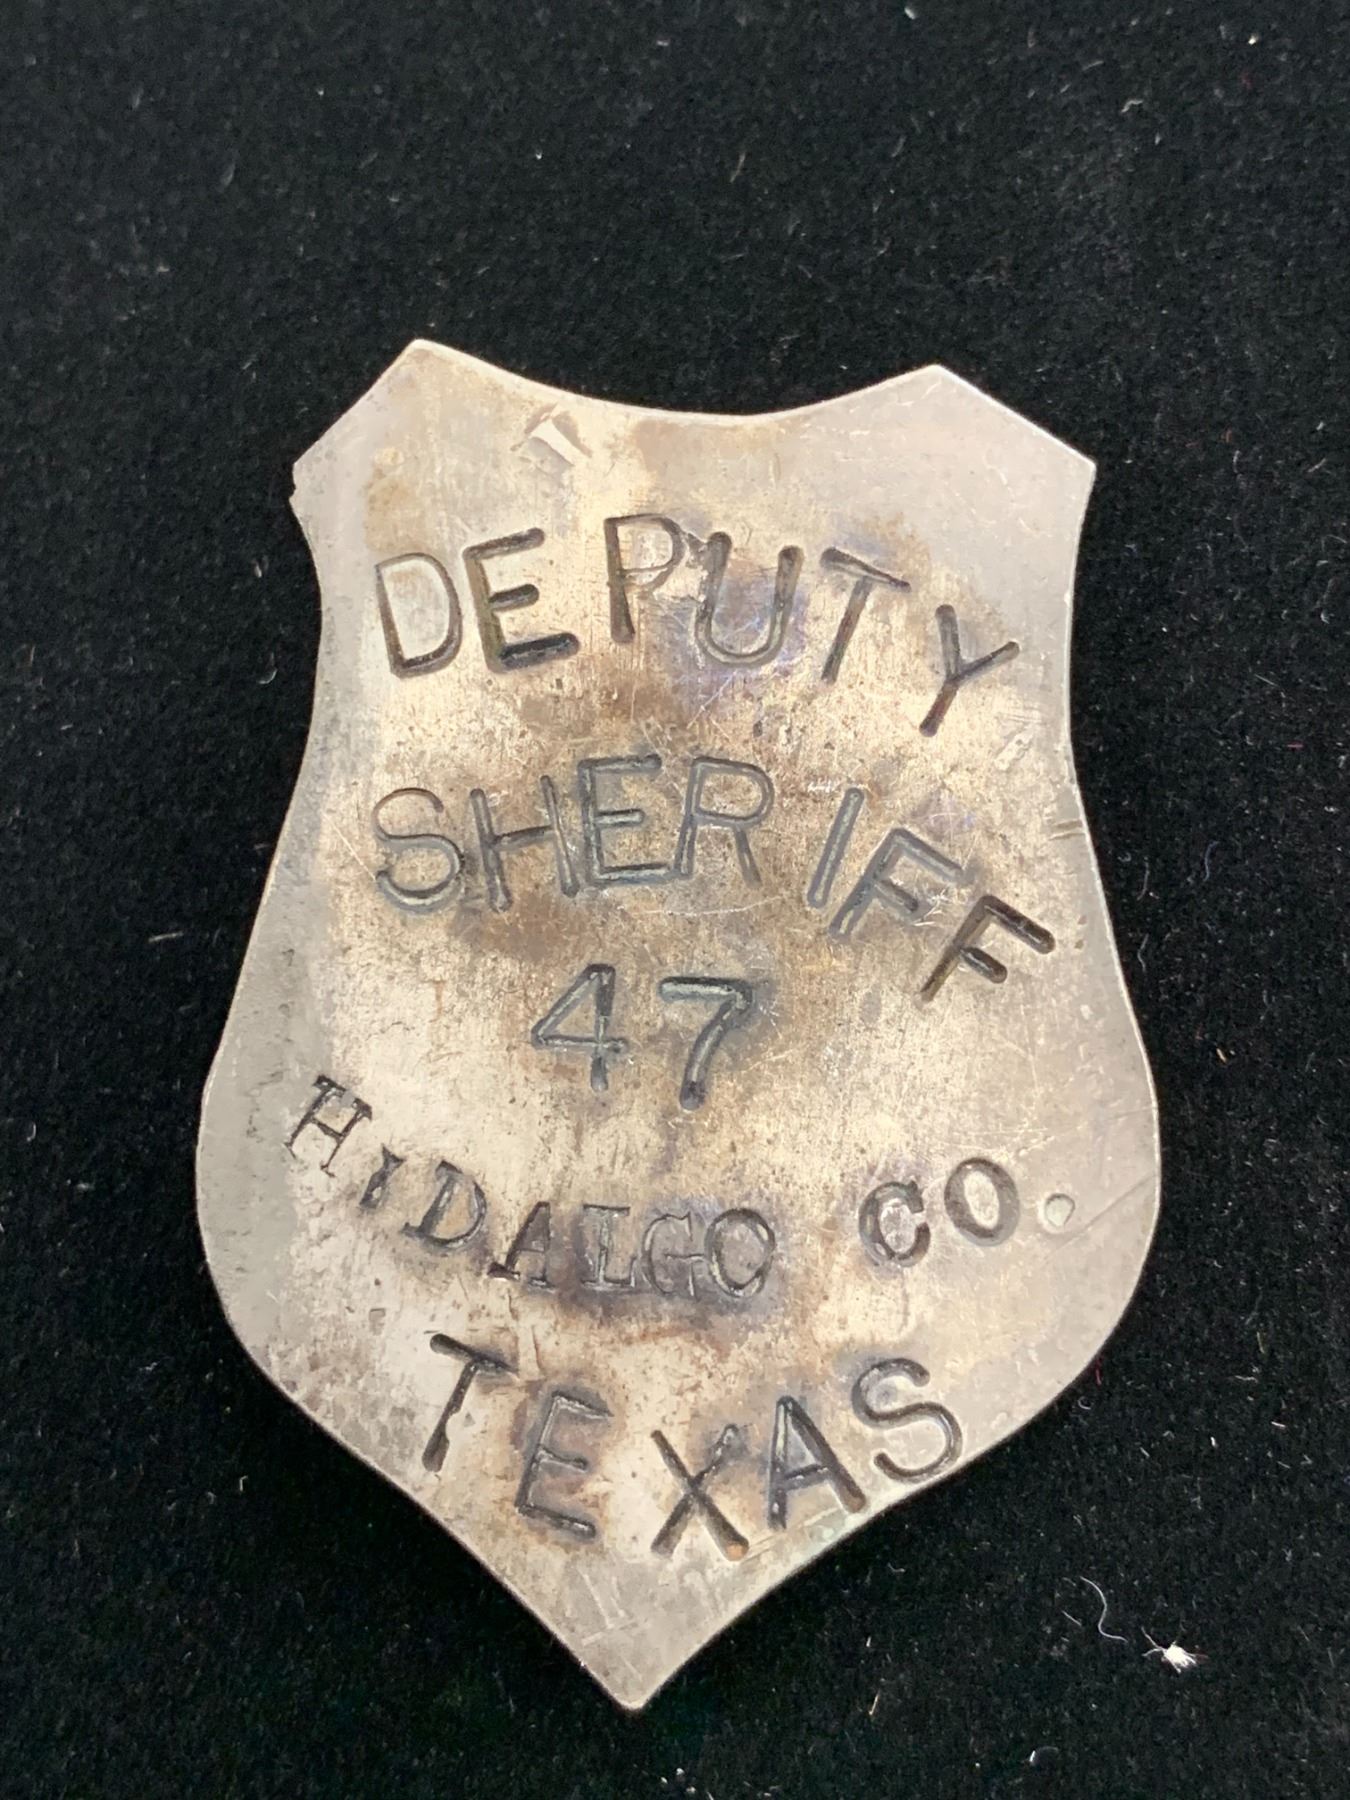 DEPUTY
SHERIFF
47
HIDALGO CO.
TEXAS